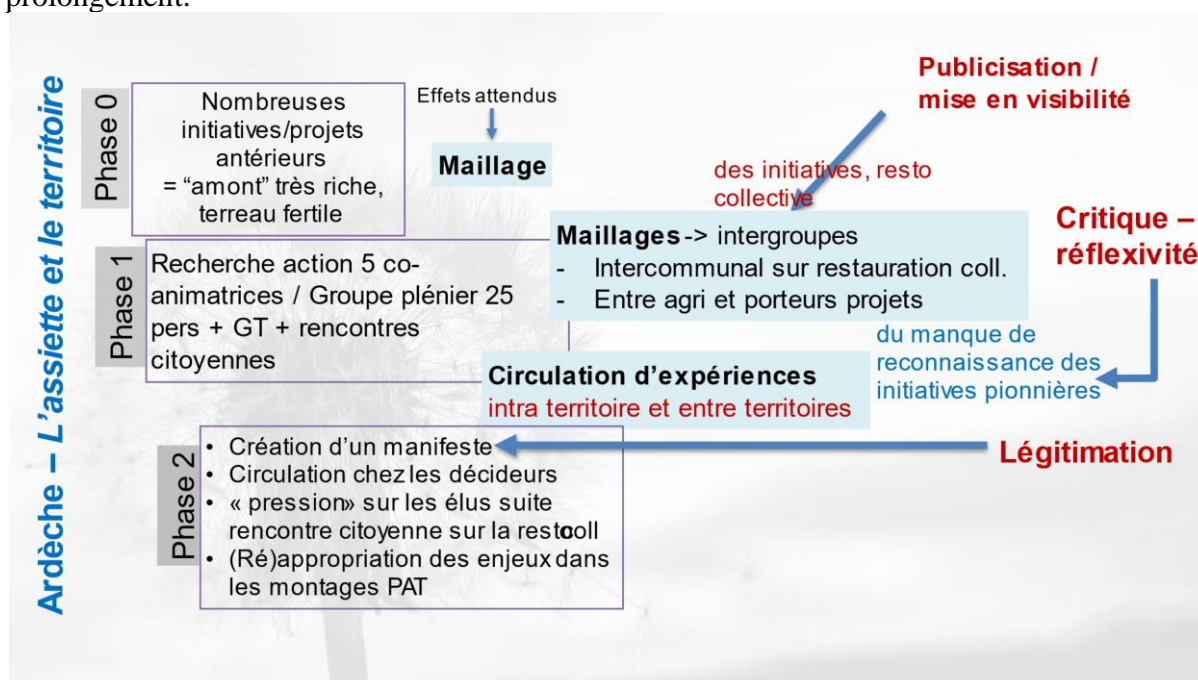 prolongement.
Ardèche – L'assiette et le territoire
Phase 0
Nombreuses
initiatives/projets
antérieurs
= “amont” très riche,
terreau fertile
Effets attendus
Maillage
Publicisation /
mise en visibilité
des initiatives, resto
collective
Phase 1
Recherche action 5 co-
animatrices / Groupe plénier 25
pers + GT + rencontres
citoyennes
Maillages -> intergroupes
- Intercommunal sur restauration coll.
- Entre agri et porteurs projets
Critique –
réflexivité
du manque de
reconnaissance des
initiatives pionnières
Circulation d’expériences
intra territoire et entre territoires
Phase 2
• Création d’un manifeste
• Circulation chez les décideurs
• « pression» sur les élus suite
rencontre citoyenne sur la resto coll
• (Ré)appropriation des enjeux dans
les montages PAT
Légitimation